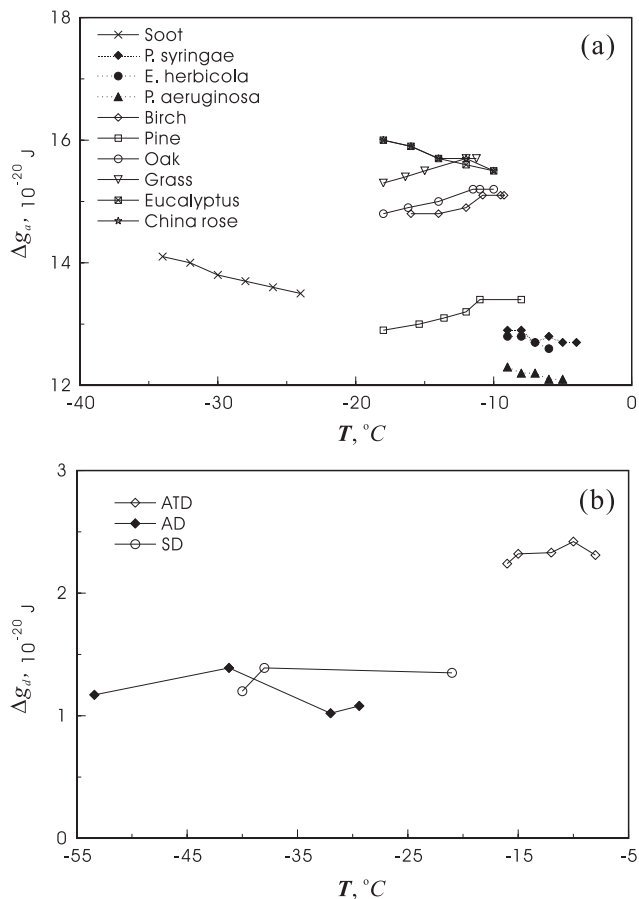 18
16
14
12
Δgₐ, 10⁻²⁰ J
Soot
P. syringae
E. herbicola
P. aeruginosa
Birch
Pine
Oak
Grass
Eucalyptus
China rose
(a)
-40 -30 -20 -10 0
T, °C
3
2
1
0
Δg_d, 10⁻²⁰ J
ATD
AD
SD
(b)
-55 -45 -35 -25 -15 -5
T, °C